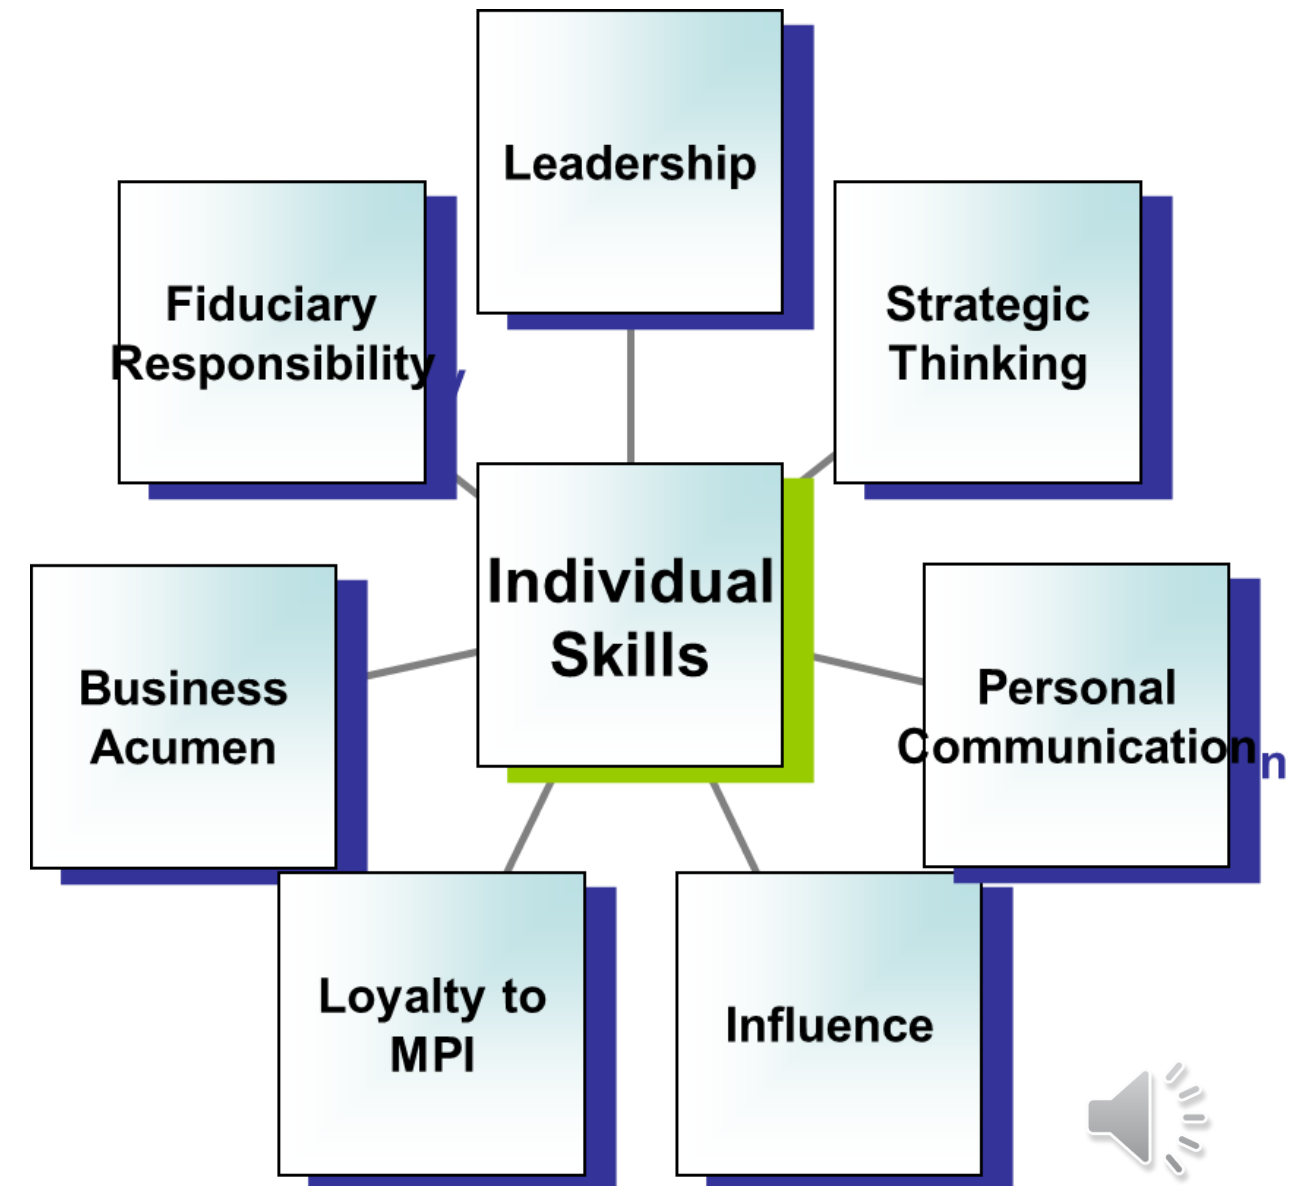 Leadership
Strategic
Thinking
Personal
Communication
Influence
Loyalty to
MPI
Business
Acumen
Fiduciary
Responsibility
Individual
Skills